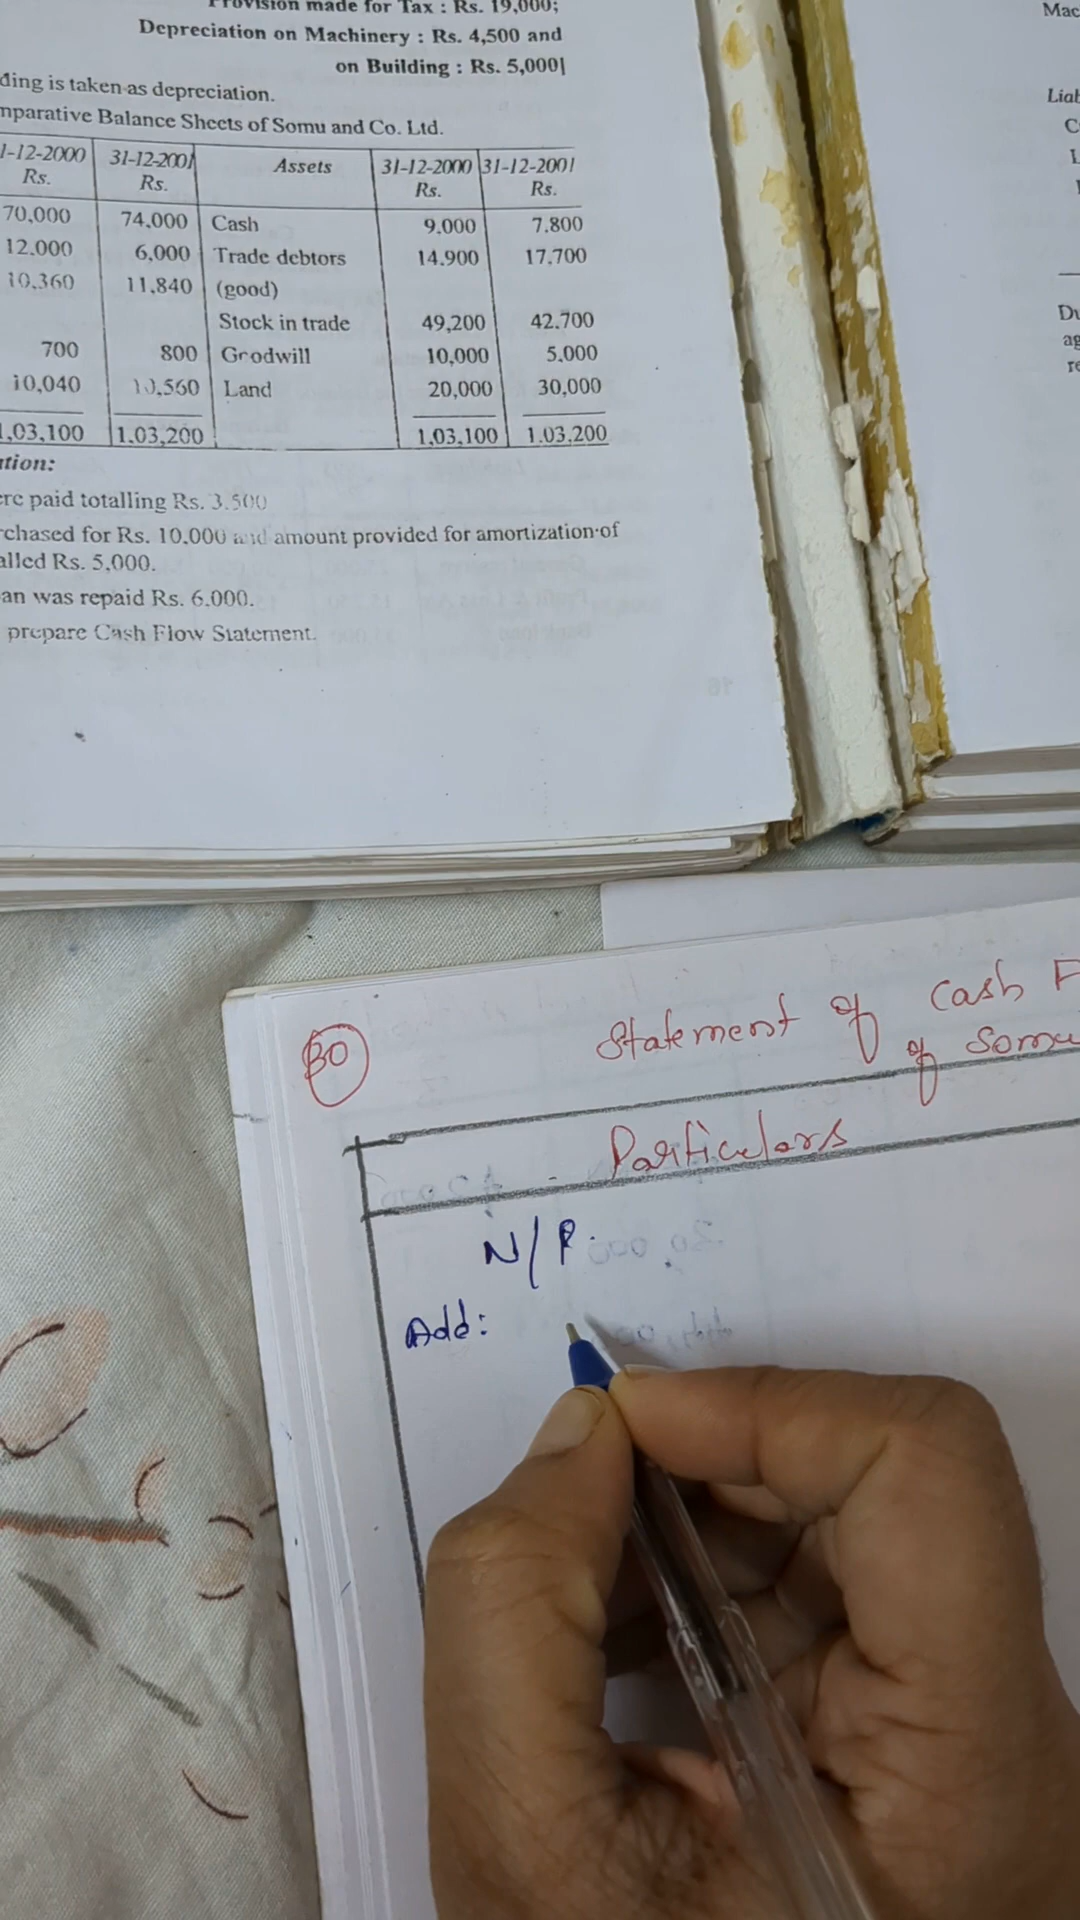 Provision made for Tax : Rs. 19,000;
Depreciation on Machinery : Rs. 4,500 and
on Building : Rs. 5,000]
ding is taken as depreciation.
mparative Balance Sheets of Somu and Co. Ltd.
1-12-2000 31-12-2001 Assets 31-12-2000 31-12-2001
Rs. Rs. Rs. Rs.
70,000 74,000 Cash 9,000 7,800
12,000 6,000 Trade debtors 14,900 17,700
10,360 11,840 (good)
Stock in trade 49,200 42,700
700 800 Goodwill 10,000 5,000
10,040 10,560 Land 20,000 30,000
1,03,100 1,03,200 1,03,100 1,03,200
ation:
ere paid totalling Rs. 3,500
rchased for Rs. 10,000 and amount provided for amortization of
alled Rs. 5,000.
an was repaid Rs. 6,000.
prepare Cash Flow Statement.
Mac
Du
ag
30
Statement of Cash F
of Somu
Particulars
N/P.
Add: